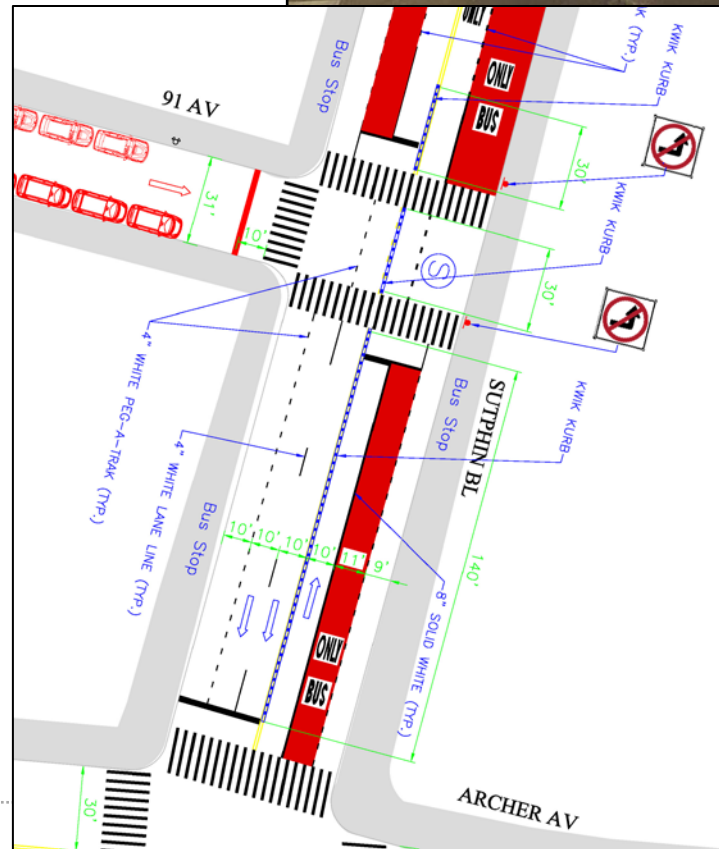 ONLY
K (TYP.)
KWIK KURB
Bus Stop
ONLY
BUS
91 AV
30'
31'
10'
KWIK KURB
S
30'
4" WHITE PEG-A-TRAK (TYP.)
4" WHITE LANE LINE (TYP.)
Bus Stop
SUTPHIN BL
KWIK KURB
Bus Stop
10' 10' 10' 10' 11' 9'
140'
8" SOLID WHITE (TYP.)
ONLY
BUS
ARCHER AV
30'